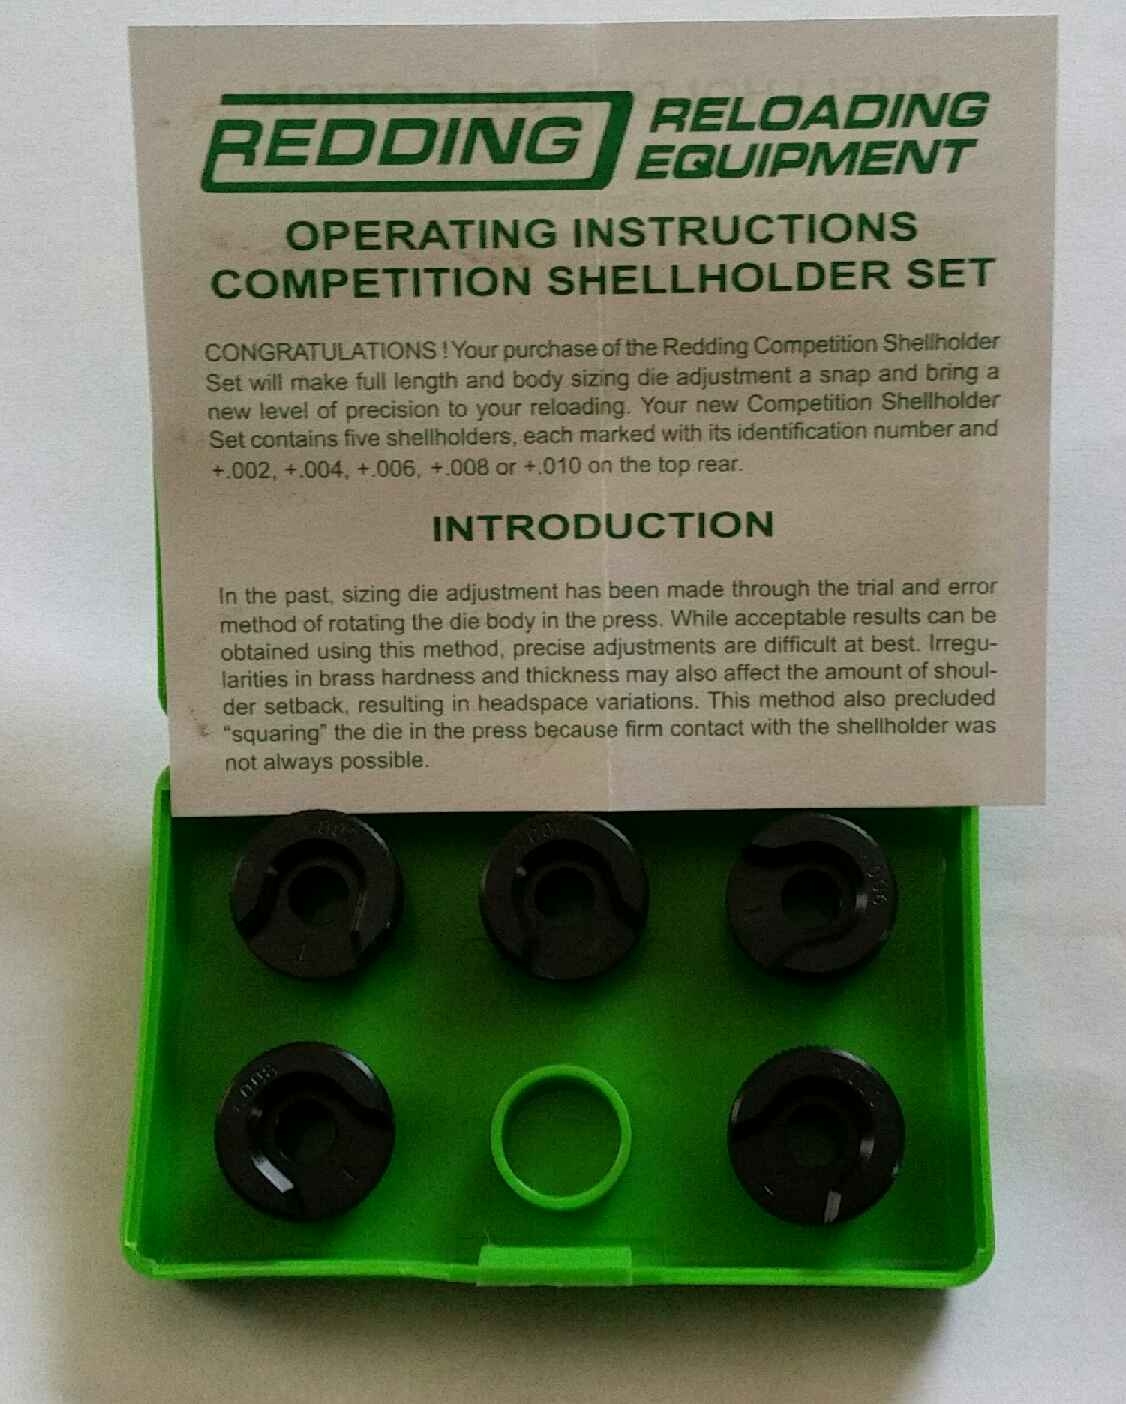 REDDING RELOADING
EQUIPMENT
OPERATING INSTRUCTIONS
COMPETITION SHELLHOLDER SET
CONGRATULATIONS ! Your purchase of the Redding Competition Shellholder
Set will make full length and body sizing die adjustment a snap and bring a
new level of precision to your reloading. Your new Competition Shellholder
Set contains five shellholders, each marked with its identification number and
+.002, +.004, +.006, +.008 or +.010 on the top rear.
INTRODUCTION
In the past, sizing die adjustment has been made through the trial and error
method of rotating the die body in the press. While acceptable results can be
obtained using this method, precise adjustments are difficult at best. Irregu-
larities in brass hardness and thickness may also affect the amount of shoul-
der setback, resulting in headspace variations. This method also precluded
“squaring” the die in the press because firm contact with the shellholder was
not always possible.
1
1
+.008